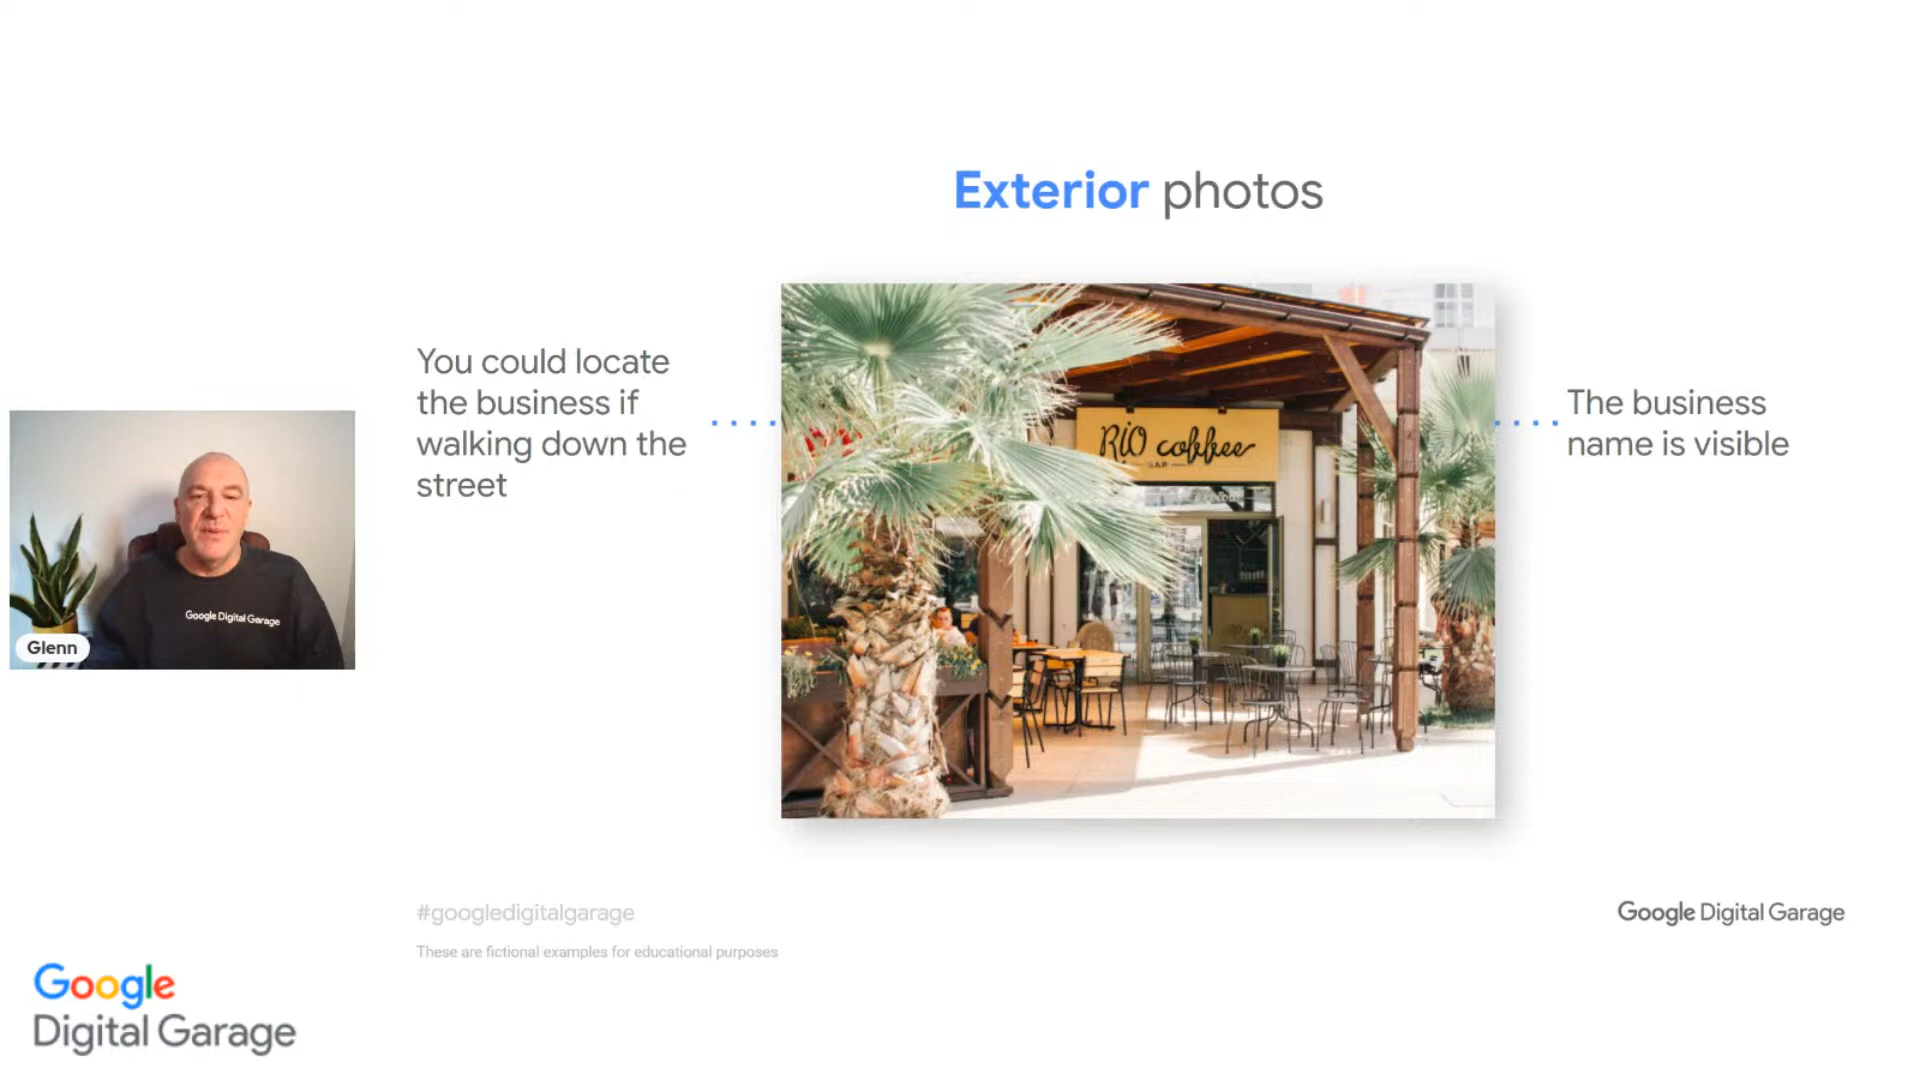 Exterior photos
You could locate
the business if
walking down the
street
RIO coffee
BAR
The business
name is visible
Google Digital Garage
Glenn
#googledigitalgarage
Google Digital Garage
These are fictional examples for educational purposes
Google
Digital Garage